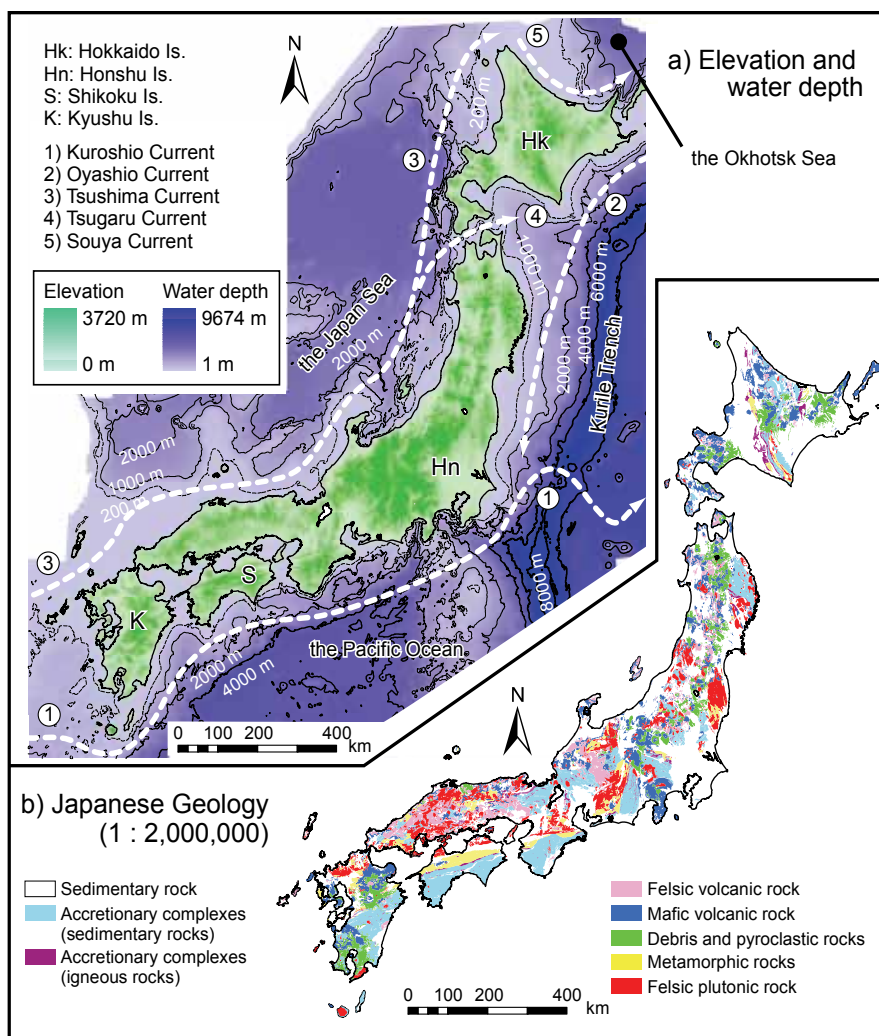 Hk: Hokkaido Is.
Hn: Honshu Is.
S: Shikoku Is.
K: Kyushu Is.
1) Kuroshio Current
2) Oyashio Current
3) Tsushima Current
4) Tsugaru Current
5) Souya Current
Elevation
3720 m
0 m
Water depth
9674 m
1 m
N
a) Elevation and
water depth
the Okhotsk Sea
5
200 m
Hk
3
2
4
1000 m
6000 m
the Japan Sea
2000 m
2000 m
4000 m
Kurile Trench
2000 m
1000 m
200 m
Hn
1
3
S
K
8000 m
the Pacific Ocean
2000 m
4000 m
1
0 100 200 300 400
km
N
b) Japanese Geology
(1 : 2,000,000)
Sedimentary rock
Accretionary complexes
(sedimentary rocks)
Accretionary complexes
(igneous rocks)
Felsic volcanic rock
Mafic volcanic rock
Debris and pyroclastic rocks
Metamorphic rocks
Felsic plutonic rock
0 100 200 300 400
km